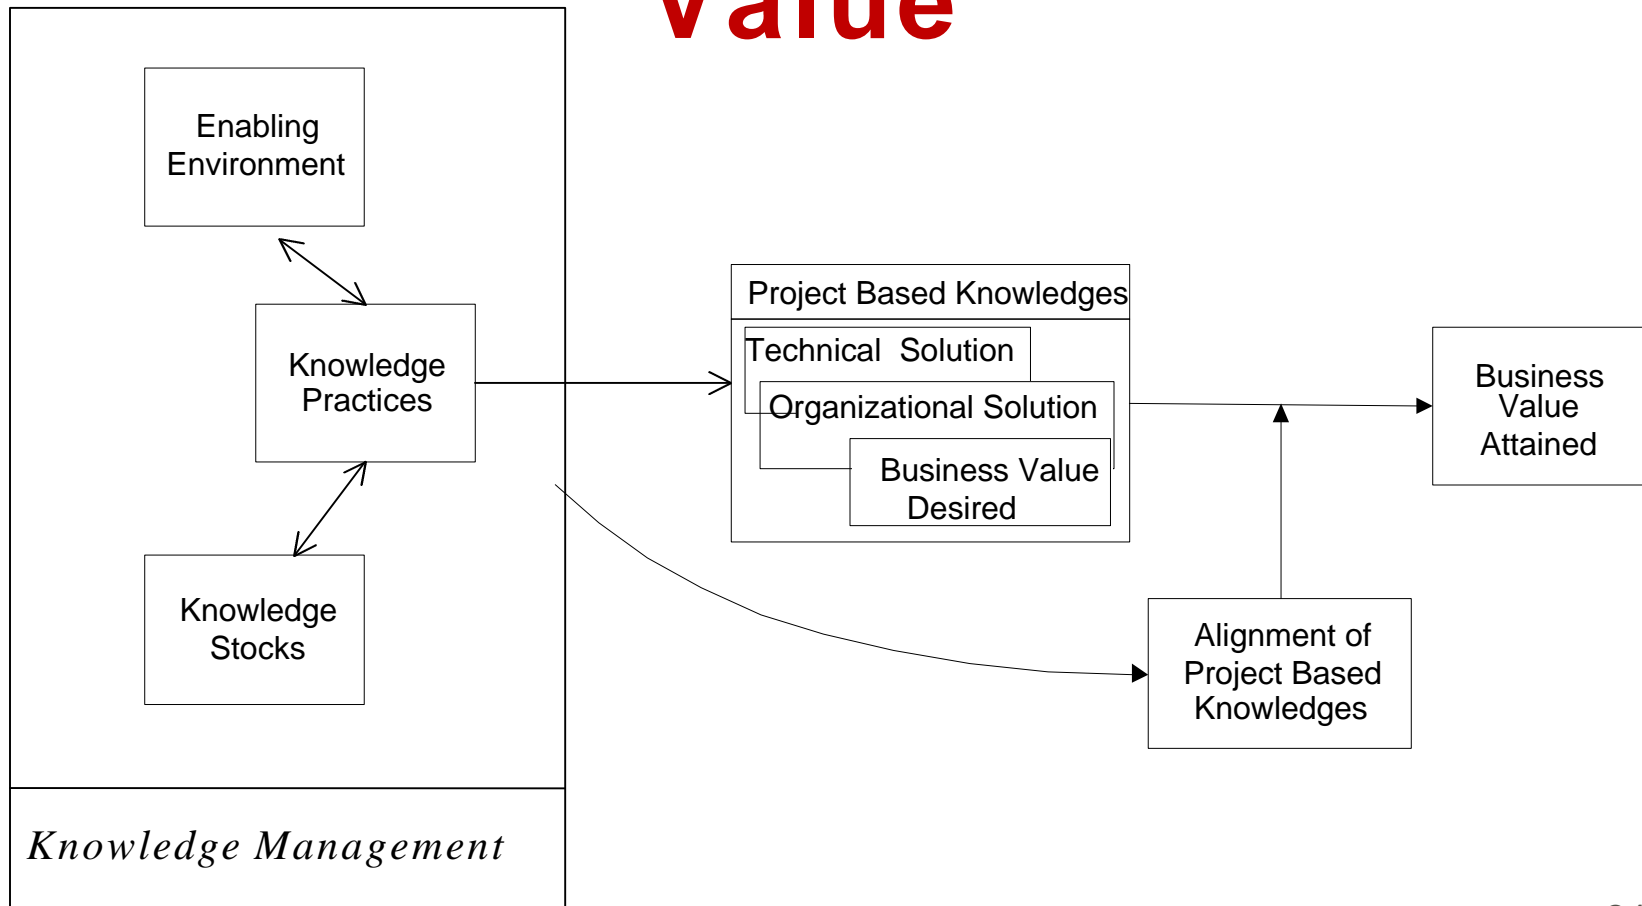 Value
Enabling
Environment
Knowledge
Practices
Knowledge
Stocks
Knowledge Management
Project Based Knowledges
Technical Solution
Organizational Solution
Business Value
Desired
Business
Value
Attained
Alignment of
Project Based
Knowledges